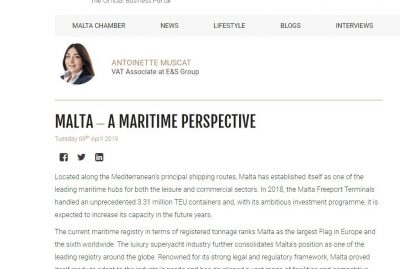 The Official Business Portal
MALTA CHAMBER NEWS LIFESTYLE BLOGS INTERVIEWS
ANTOINETTE MUSCAT
VAT Associate at E&S Group
MALTA – A MARITIME PERSPECTIVE
Tuesday 09th April 2019
Located along the Mediterranean's principal shipping routes, Malta has established itself as one of the
leading maritime hubs for both the leisure and commercial sectors. In 2018, the Malta Freeport Terminals
handled an unprecedented 3.31 million TEU containers and, with its ambitious investment programme, it is
expected to increase its capacity in the future years.
The current maritime registry in terms of registered tonnage ranks Malta as the largest Flag in Europe and
the sixth worldwide. The luxury superyacht industry further consolidates Malta's position as one of the
leading registry around the globe. Renowned for its strong legal and regulatory framework, Malta proved